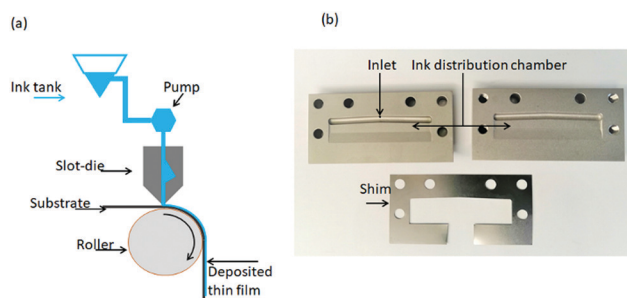 (a)
Ink tank
Pump
Slot-die
Substrate
Roller
Deposited
thin film
(b)
Inlet
Ink distribution chamber
Shim